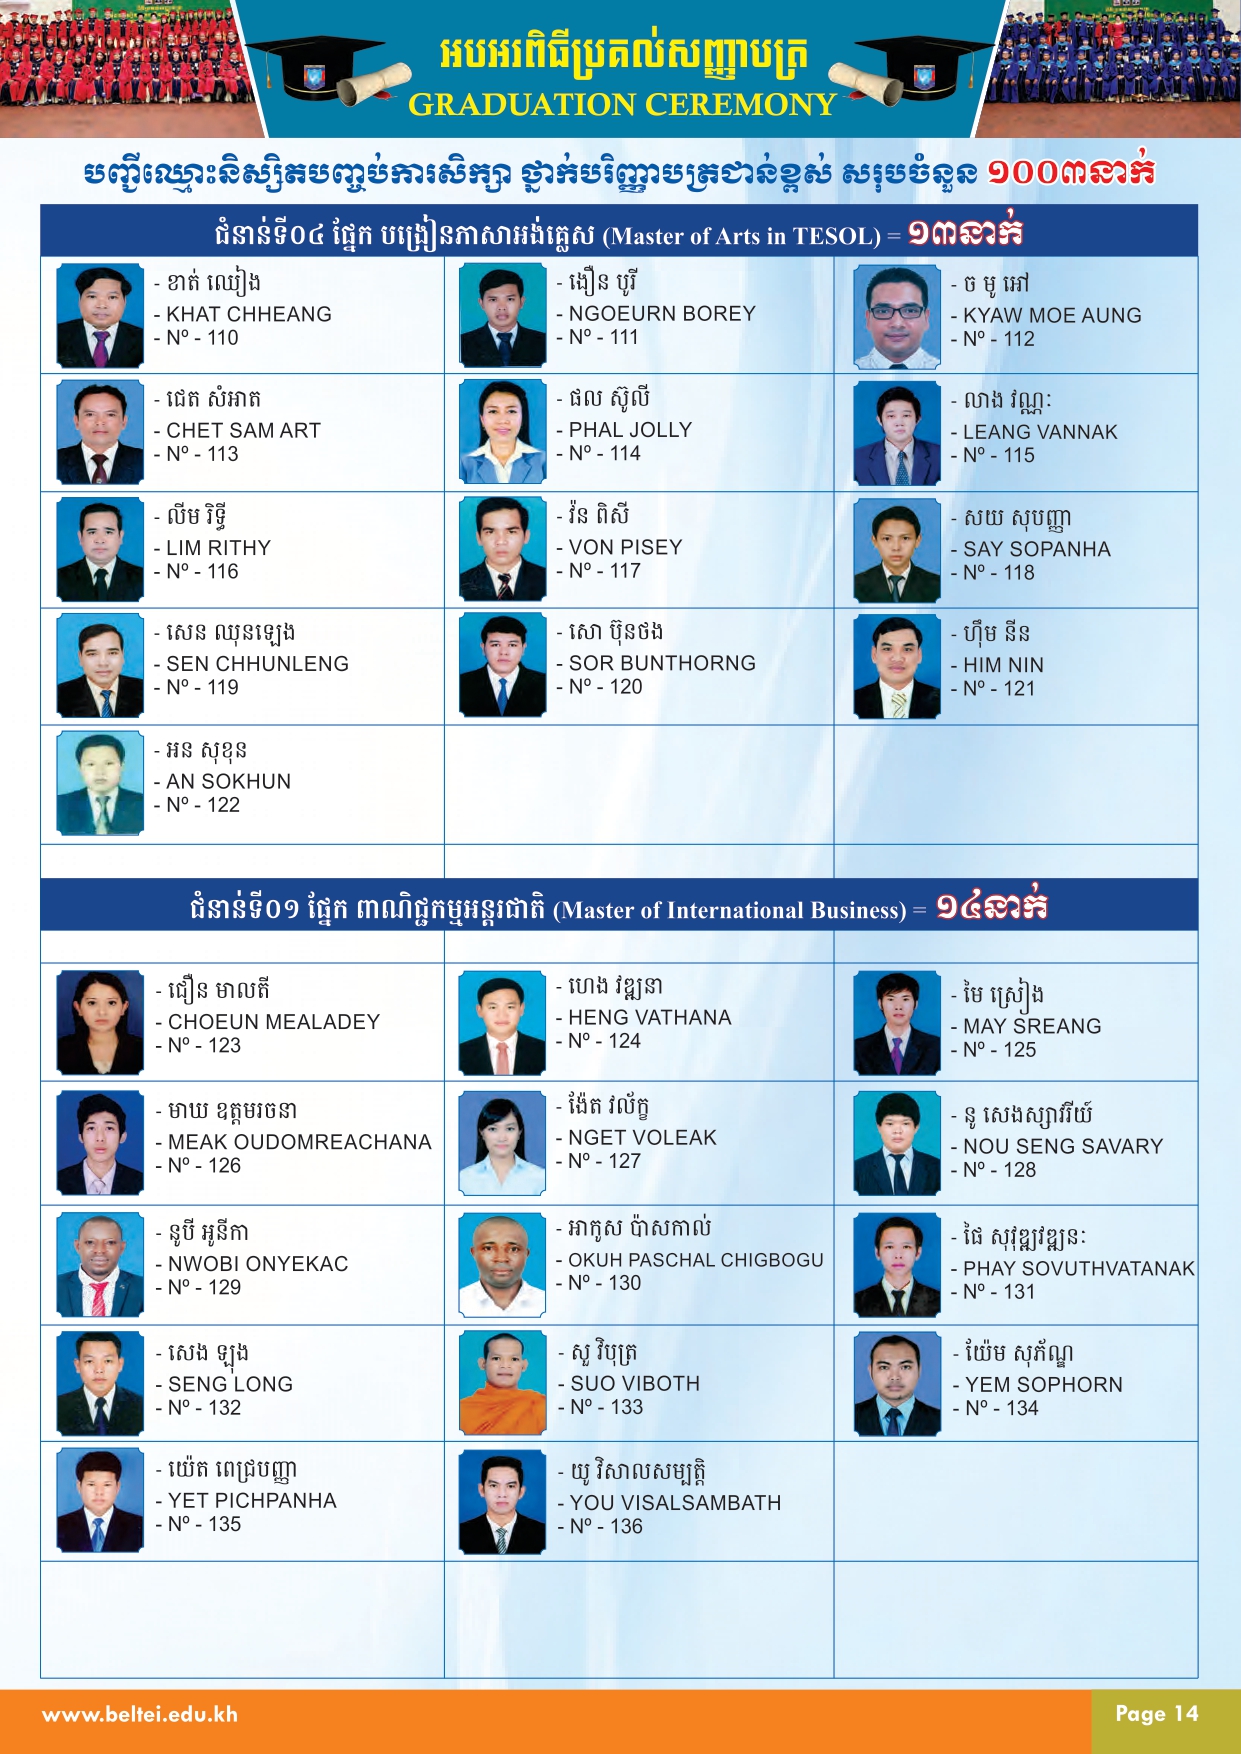 អបអរពិធីប្រគល់សញ្ញាបត្រ
GRADUATION CEREMONY
បញ្ជីឈ្មោះនិស្សិតបញ្ចប់ការសិក្សា ថ្នាក់បរិញ្ញាបត្រជាន់ខ្ពស់ សរុបចំនួន ១០០៣នាក់
ជំនាន់ទី០៤ ផ្នែក បង្រៀនភាសាអង់គ្លេស (Master of Arts in TESOL) = ១៣នាក់
- ខាត់ ឈៀង
- KHAT CHHEANG
- Nº - 110
- ងឿន បូរី
- NGOEURN BOREY
- Nº - 111
- ច មូ អៅ
- KYAW MOE AUNG
- Nº - 112
- ជេត សំអាត
- CHET SAM ART
- Nº - 113
- ផល ស៊ូលី
- PHAL JOLLY
- Nº - 114
- លាង វណ្ណៈ
- LEANG VANNAK
- Nº - 115
- លីម រិទ្ធី
- LIM RITHY
- Nº - 116
- វ៉ន ពិសី
- VON PISEY
- Nº - 117
- សយ សុបញ្ញា
- SAY SOPANHA
- Nº - 118
- សេន ឈុនឡេង
- SEN CHHUNLENG
- Nº - 119
- សោ ប៊ុនថង
- SOR BUNTHORNG
- Nº - 120
- ហ៊ឹម នីន
- HIM NIN
- Nº - 121
- អន សុខុន
- AN SOKHUN
- Nº - 122
ជំនាន់ទី០១ ផ្នែក ពាណិជ្ជកម្មអន្តរជាតិ (Master of International Business) = ១៤នាក់
- ជឿន មាលតី
- CHOEUN MEALADEY
- Nº - 123
- ហេង វឌ្ឍនា
- HENG VATHANA
- Nº - 124
- មៃ ស្រៀង
- MAY SREANG
- Nº - 125
- មាឃ ឧត្តមរចនា
- MEAK OUDOMREACHANA
- Nº - 126
- ង៉ែត វល័ក្ខ
- NGET VOLEAK
- Nº - 127
- នូ សេងស្សាវរីយ៍
- NOU SENG SAVARY
- Nº - 128
- នូបី អូនីកា
- NWOBI ONYEKAC
- Nº - 129
- អាកូស ប៉ាសកាល់
- OKUH PASCHAL CHIGBOGU
- Nº - 130
- ផៃ សុវុឌ្ឍវឌ្ឍនៈ
- PHAY SOVUTHVATANAK
- Nº - 131
- សេង ឡុង
- SENG LONG
- Nº - 132
- សួ វិបុត្រ
- SUO VIBOTH
- Nº - 133
- យ៉ែម សុភ័ណ្ឌ
- YEM SOPHORN
- Nº - 134
- យ៉េត ពេជ្របញ្ញា
- YET PICHPANHA
- Nº - 135
- យូ វិសាលសម្បត្តិ
- YOU VISALSAMBATH
- Nº - 136
www.beltei.edu.kh
Page 14